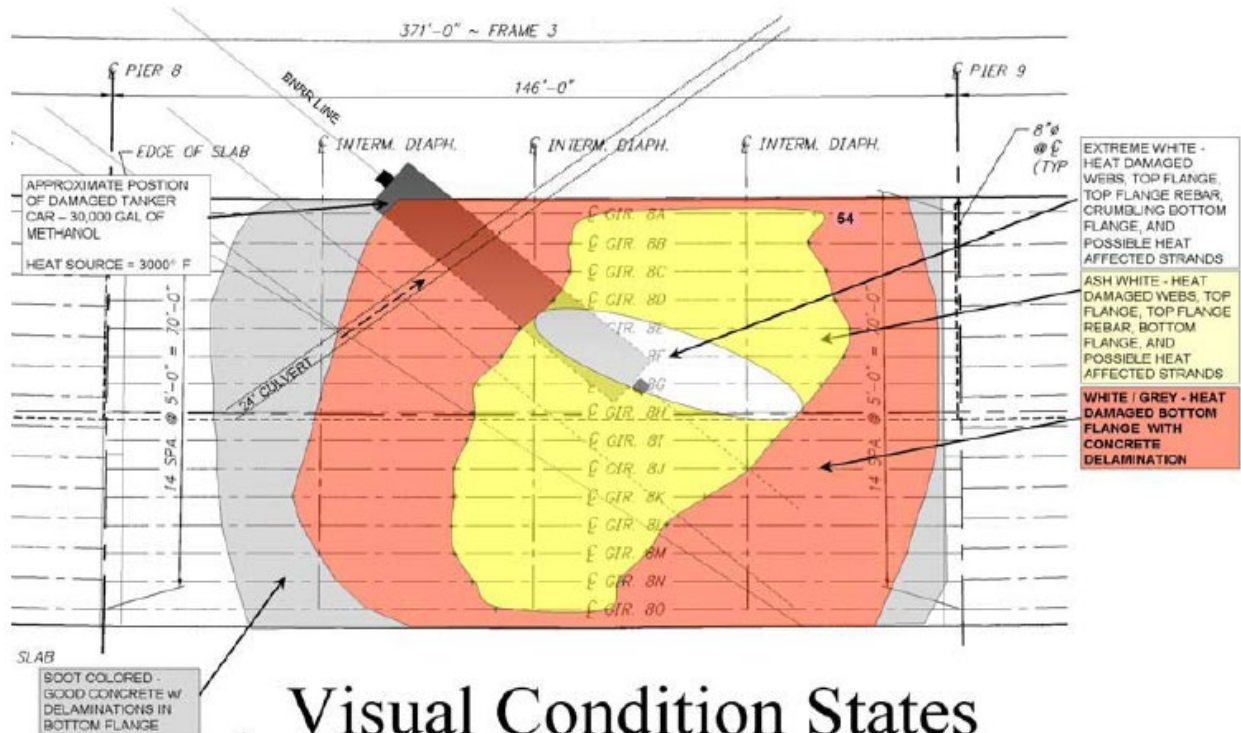 371'-0" ~ FRAME 3
℄ PIER 8
℄ PIER 9
146'-0"
BNRR LINE
8"ø
@ ℄
(TYP
EDGE OF SLAB
℄ INTERM. DIAPH.
℄ INTERM. DIAPH.
℄ INTERM. DIAPH.
APPROXIMATE POSTION
OF DAMAGED TANKER
CAR – 30,000 GAL OF
METHANOL
HEAT SOURCE = 3000° F
EXTREME WHITE -
HEAT DAMAGED
WEBS, TOP FLANGE,
TOP FLANGE REBAR,
CRUMBLING BOTTOM
FLANGE, AND
POSSIBLE HEAT
AFFECTED STRANDS
ASH WHITE - HEAT
DAMAGED WEBS, TOP
FLANGE, TOP FLANGE
REBAR, BOTTOM
FLANGE, AND
POSSIBLE HEAT
AFFECTED STRANDS
WHITE / GREY - HEAT
DAMAGED BOTTOM
FLANGE WITH
CONCRETE
DELAMINATION
54
℄ GIR. 8A
℄ GIR. 8B
℄ GIR. 8C
℄ GIR. 8D
GIR. 8E
8F
8G
℄ GIR. 8H
℄ GIR. 8I
℄ GIR. 8J
℄ GIR. 8K
℄ GIR. 8L
℄ GIR. 8M
℄ GIR. 8N
℄ GIR. 8O
24" CULVERT
14 SPA @ 5'-0" = 70'-0"
14 SPA @ 5'-0" = 70'-0"
SLAB
SOOT COLORED -
GOOD CONCRETE W/
DELAMINATIONS IN
BOTTOM FLANGE
Visual Condition States